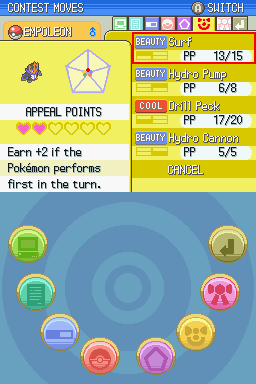 CONTEST MOVES
A SWITCH
EMPOLEON ♂
APPEAL POINTS
Earn +2 if the
Pokémon performs
first in the turn.
BEAUTY Surf
PP 13/15
BEAUTY Hydro Pump
PP 6/8
COOL Drill Peck
PP 17/20
BEAUTY Hydro Cannon
PP 5/5
CANCEL